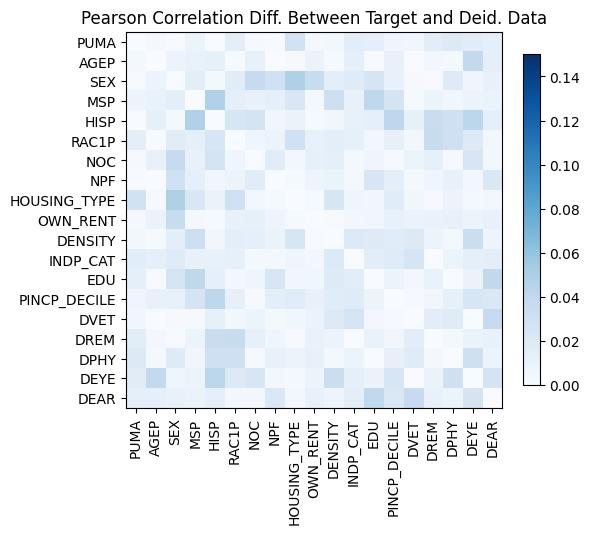 Pearson Correlation Diff. Between Target and Deid. Data
PUMA
AGEP
SEX
MSP
HISP
RAC1P
NOC
NPF
HOUSING_TYPE
OWN_RENT
DENSITY
INDP_CAT
EDU
PINCP_DECILE
DVET
DREM
DPHY
DEYE
DEAR
PUMA
AGEP
SEX
MSP
HISP
RAC1P
NOC
NPF
HOUSING_TYPE
OWN_RENT
DENSITY
INDP_CAT
EDU
PINCP_DECILE
DVET
DREM
DPHY
DEYE
DEAR
0.14
0.12
0.10
0.08
0.06
0.04
0.02
0.00